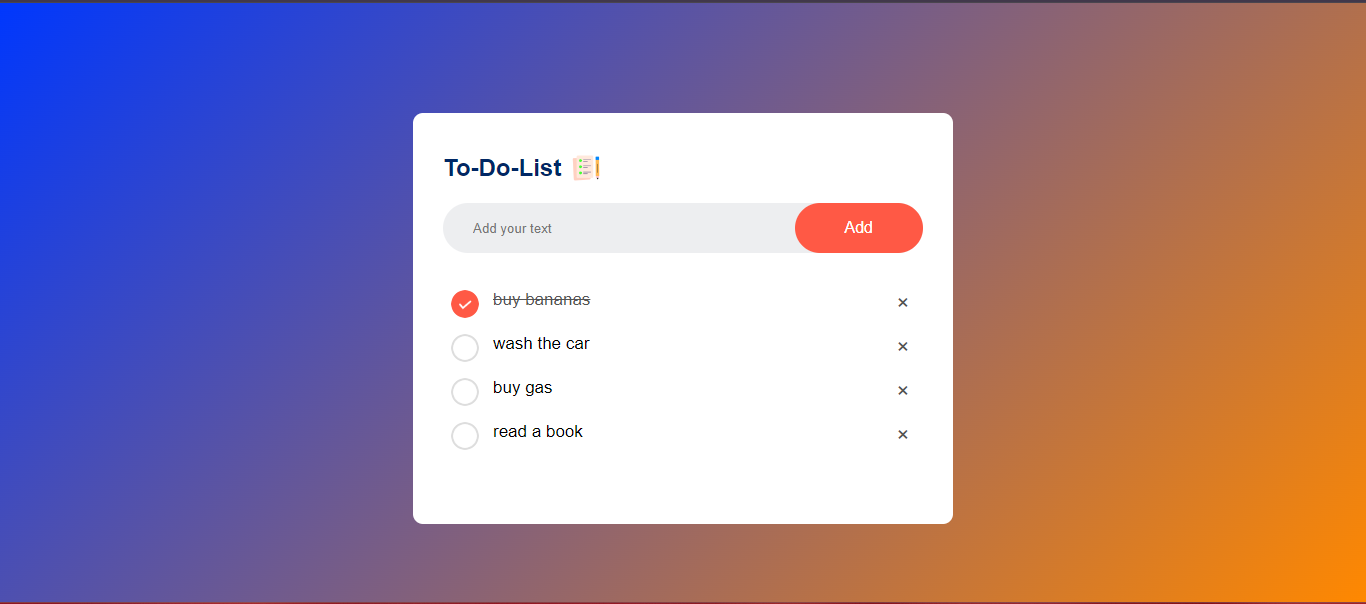 To-Do-List
Add your text
Add
buy bananas
wash the car
buy gas
read a book